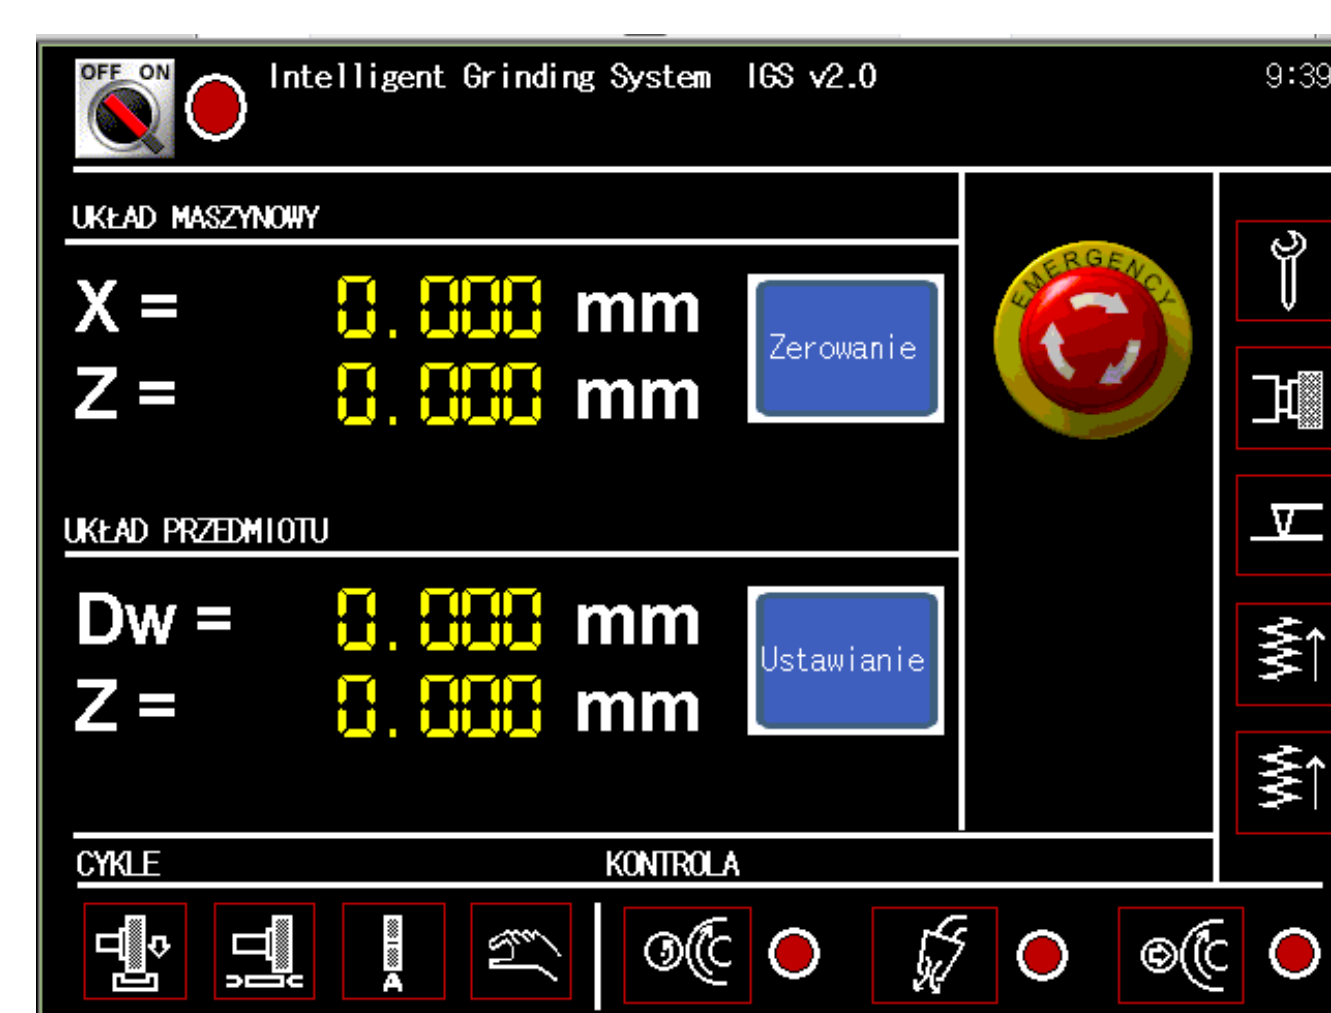 OFF ON
Intelligent Grinding System IGS v2.0
9:39
UKŁAD MASZYNOWY
X = 0.000 mm
Z = 0.000 mm
Zerowanie
EMERGENCY
UKŁAD PRZEDMIOTU
Dw = 0.000 mm
Z = 0.000 mm
Ustawianie
CYKLE
KONTROLA
A